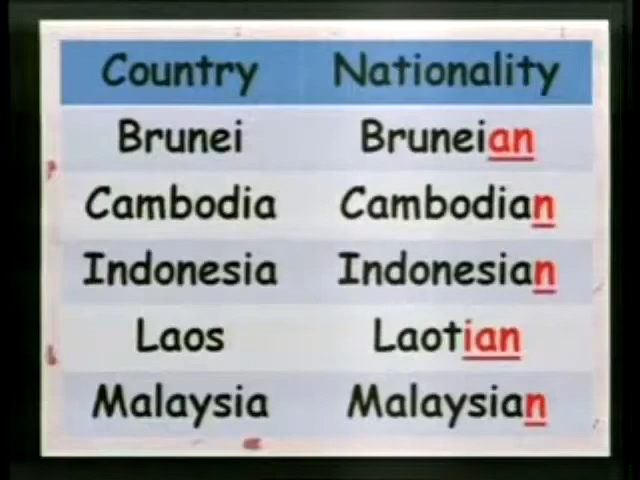 Country Nationality
Brunei Bruneian
Cambodia Cambodian
Indonesia Indonesian
Laos Laotian
Malaysia Malaysian